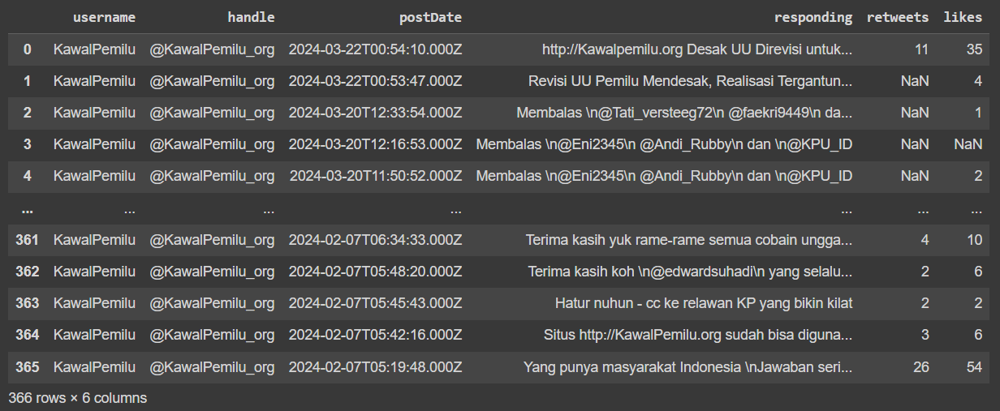 username handle postDate responding retweets likes
0 KawalPemilu @KawalPemilu_org 2024-03-22T00:54:10.000Z http://Kawalpemilu.org Desak UU Direvisi untuk... 11 35
1 KawalPemilu @KawalPemilu_org 2024-03-22T00:53:47.000Z Revisi UU Pemilu Mendesak, Realisasi Tergantun... NaN 4
2 KawalPemilu @KawalPemilu_org 2024-03-20T12:33:54.000Z Membalas \n@Tati_versteeg72\n @faekri9449\n da... NaN 1
3 KawalPemilu @KawalPemilu_org 2024-03-20T12:16:53.000Z Membalas \n@Eni2345\n @Andi_Rubby\n dan \n@KPU_ID NaN NaN
4 KawalPemilu @KawalPemilu_org 2024-03-20T11:50:52.000Z Membalas \n@Eni2345\n @Andi_Rubby\n dan \n@KPU_ID NaN 2
... ... ... ... ... ... ...
361 KawalPemilu @KawalPemilu_org 2024-02-07T06:34:33.000Z Terima kasih yuk rame-rame semua cobain ungga... 4 10
362 KawalPemilu @KawalPemilu_org 2024-02-07T05:48:20.000Z Terima kasih koh \n@edwardsuhadi\n yang selalu... 2 6
363 KawalPemilu @KawalPemilu_org 2024-02-07T05:45:43.000Z Hatur nuhun - cc ke relawan KP yang bikin kilat 2 2
364 KawalPemilu @KawalPemilu_org 2024-02-07T05:42:16.000Z Situs http://KawalPemilu.org sudah bisa diguna... 3 6
365 KawalPemilu @KawalPemilu_org 2024-02-07T05:19:48.000Z Yang punya masyarakat Indonesia \nJawaban seri... 26 54
366 rows × 6 columns